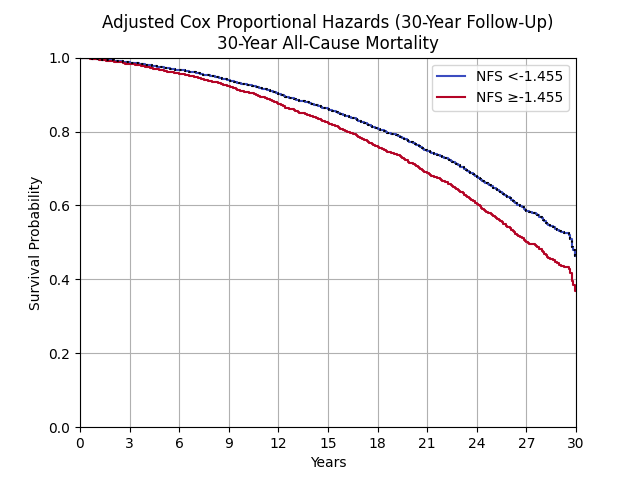 Adjusted Cox Proportional Hazards (30-Year Follow-Up)
30-Year All-Cause Mortality
NFS <-1.455
NFS ≥-1.455
Survival Probability
1.0
0.8
0.6
0.4
0.2
0.0
0 3 6 9 12 15 18 21 24 27 30
Years